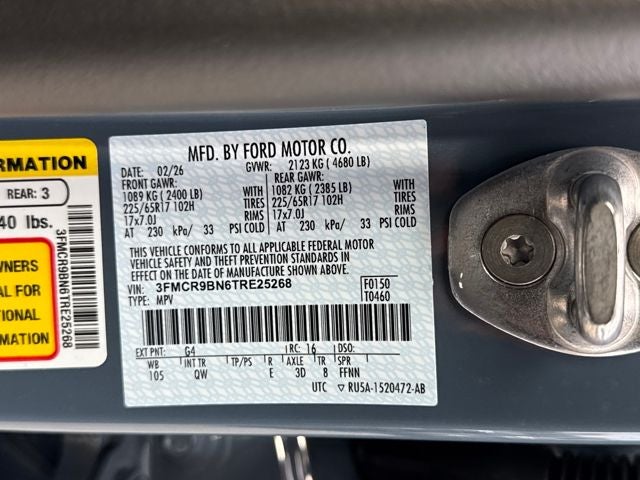 MFD. BY FORD MOTOR CO.
DATE: 02/26 GVWR: 2123 KG ( 4680 LB)
FRONT GAWR: REAR GAWR:
1089 KG ( 2400 LB) WITH 1082 KG ( 2385 LB) WITH
225/65R17 102H TIRES 225/65R17 102H TIRES
17x7.0J RIMS 17x7.0J RIMS
AT 230 kPa/ 33 PSI COLD AT 230 kPa/ 33 PSI COLD
THIS VEHICLE CONFORMS TO ALL APPLICABLE FEDERAL MOTOR
VEHICLE SAFETY AND THEFT PREVENTION STANDARDS IN
EFFECT ON THE DATE OF MANUFACTURE SHOWN ABOVE.
VIN: 3FMCR9BN6TRE25268 F0150
TYPE: MPV T0460
EXT PNT: G4 RC: 16 DSO:
WB INT TR TP/PS R AXLE TR SPR
105 QW E 3D 8 FFNN
UTC ▽ RU5A-1520472-AB
ORMATION
REAR: 3
40 lbs.
WNERS
AL FOR
TIONAL
MATION
3FMCR9BN6TRE25268